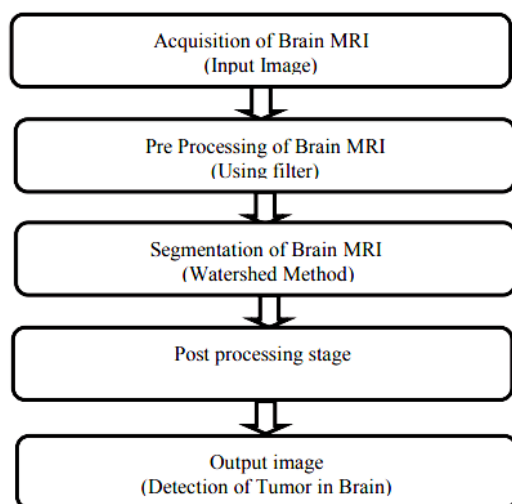 Acquisition of Brain MRI
(Input Image)
Pre Processing of Brain MRI
(Using filter)
Segmentation of Brain MRI
(Watershed Method)
Post processing stage
Output image
(Detection of Tumor in Brain)